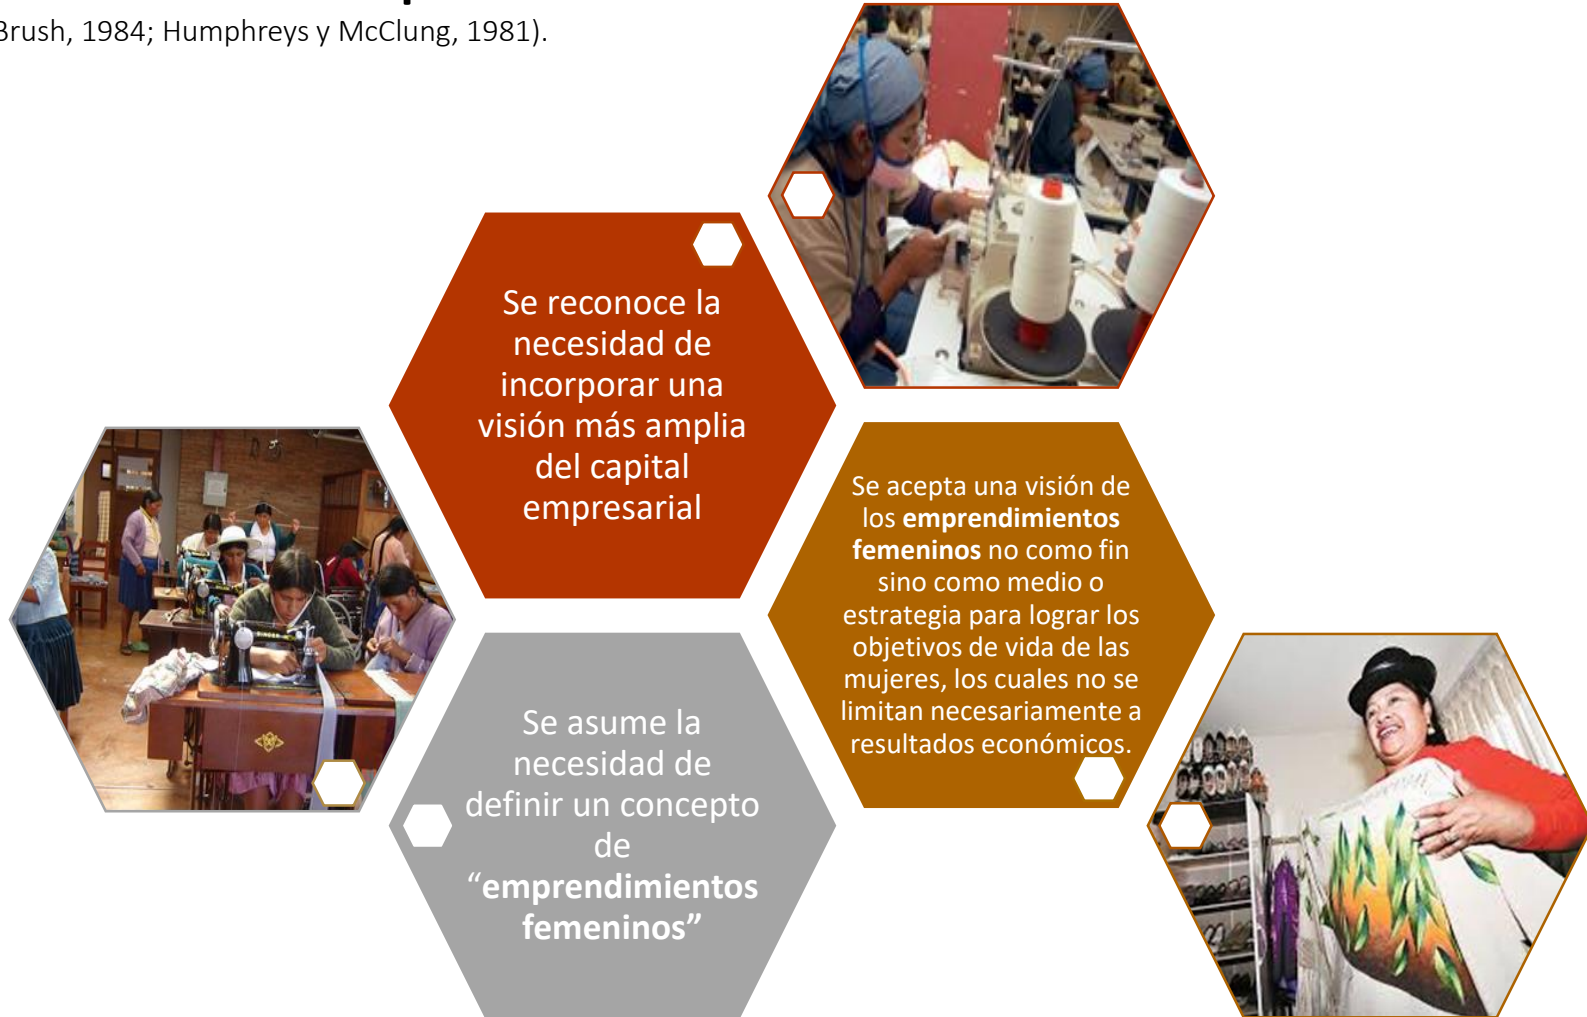 Brush, 1984; Humphreys y McClung, 1981).
Se reconoce la
necesidad de
incorporar una
visión más amplia
del capital
empresarial
Se acepta una visión de
los emprendimientos
femeninos no como fin
sino como medio o
estrategia para lograr los
objetivos de vida de las
mujeres, los cuales no se
limitan necesariamente a
resultados económicos.
Se asume la
necesidad de
definir un concepto
de
“emprendimientos
femeninos”